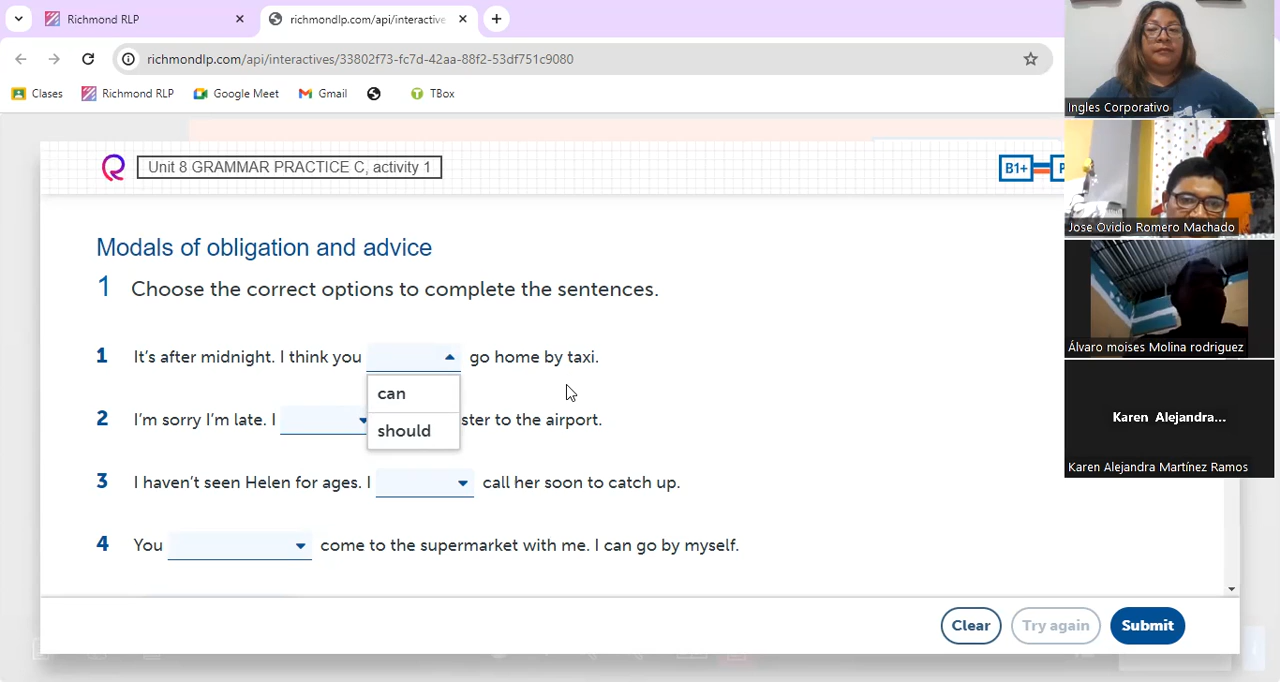 Richmond RLP
richmondlp.com/api/interactive
richmondlp.com/api/interactives/33802f73-fc7d-42aa-88f2-53df751c9080
Clases
Richmond RLP
Google Meet
Gmail
TBox
Unit 8 GRAMMAR PRACTICE C, activity 1
B1+
P
Modals of obligation and advice
1 Choose the correct options to complete the sentences.
1 It's after midnight. I think you go home by taxi.
can
should
2 I'm sorry I'm late. I ster to the airport.
3 I haven't seen Helen for ages. I call her soon to catch up.
4 You come to the supermarket with me. I can go by myself.
Clear
Try again
Submit
Ingles Corporativo
Jose Ovidio Romero Machado
Álvaro moises Molina rodriguez
Karen Alejandra...
Karen Alejandra Martínez Ramos